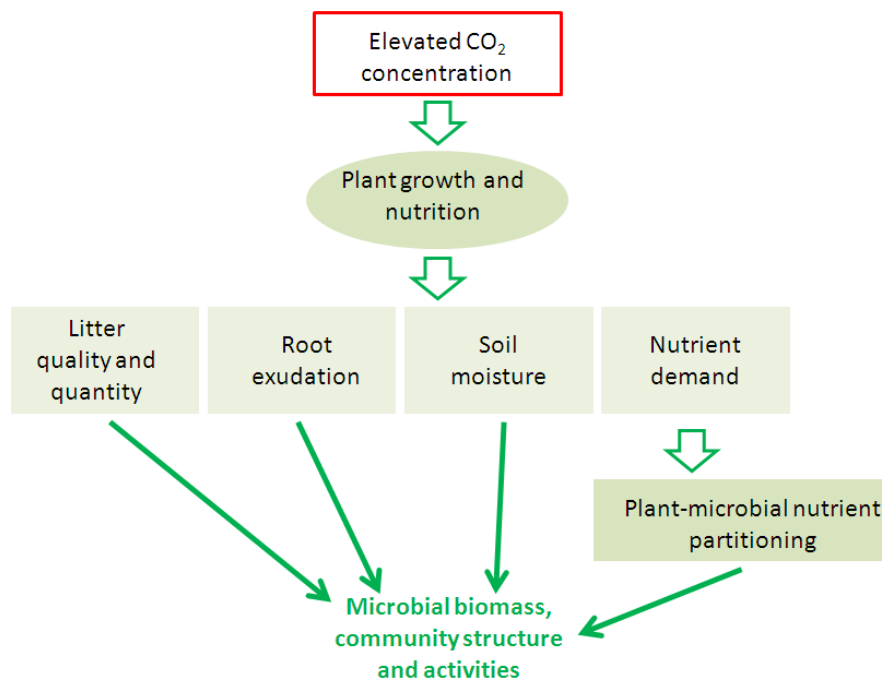 Elevated CO₂
concentration
Plant growth and
nutrition
Litter
quality and
quantity
Root
exudation
Soil
moisture
Nutrient
demand
Plant-microbial nutrient
partitioning
Microbial biomass,
community structure
and activities